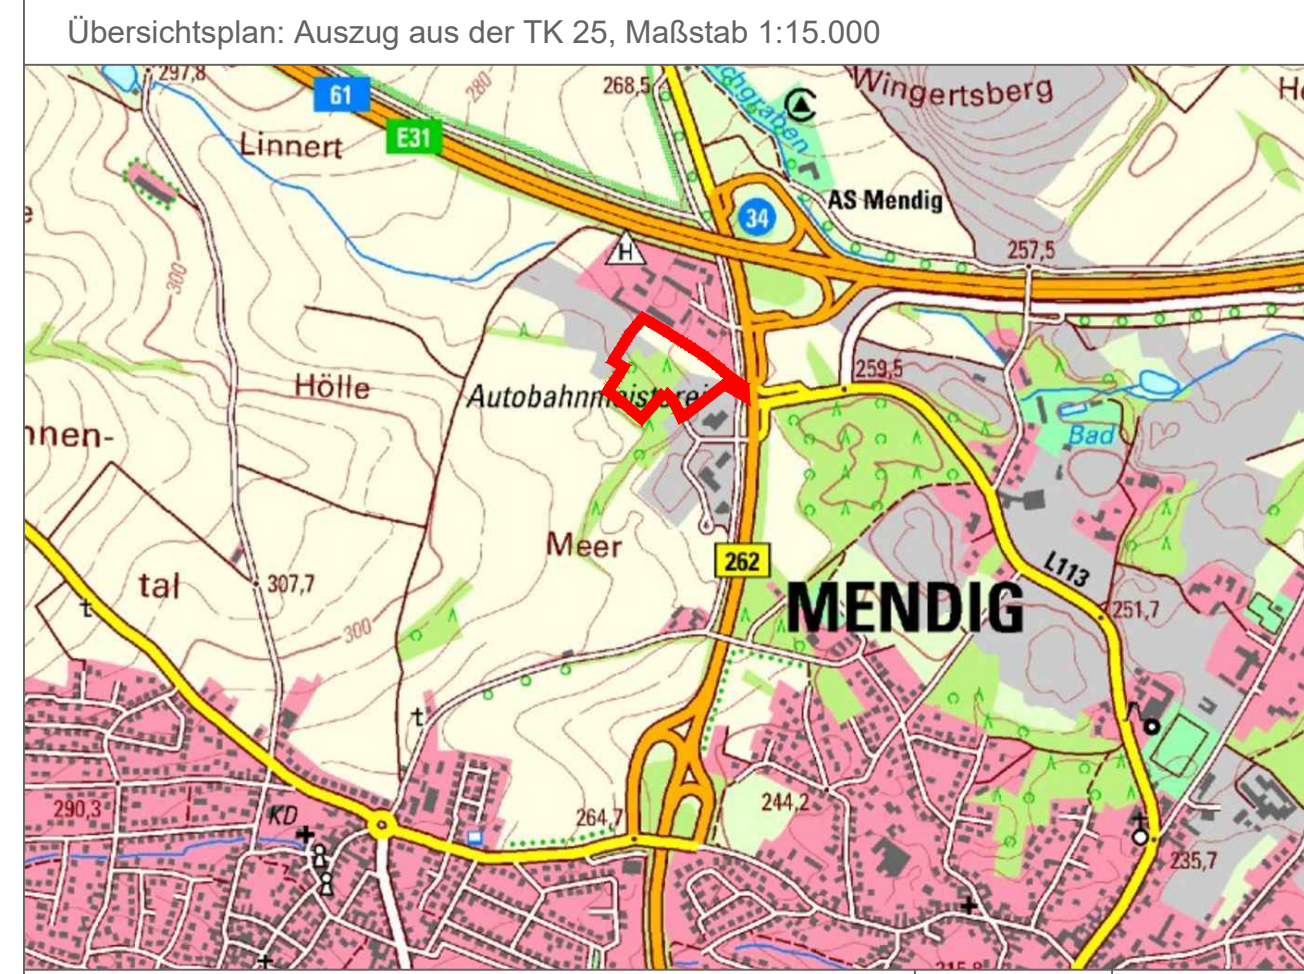 Übersichtsplan: Auszug aus der TK 25, Maßstab 1:15.000
297,8
61
280
268,5
chgraben
Wingertsberg
E31
Linnert
34
AS Mendig
H
257,5
300
Hölle
Autobahnmeisterei
259,5
nnen-
Bad
Meer
262
L113
tal
307,7
MENDIG
251,7
300
290,3
KD
264,7
244,2
235,7